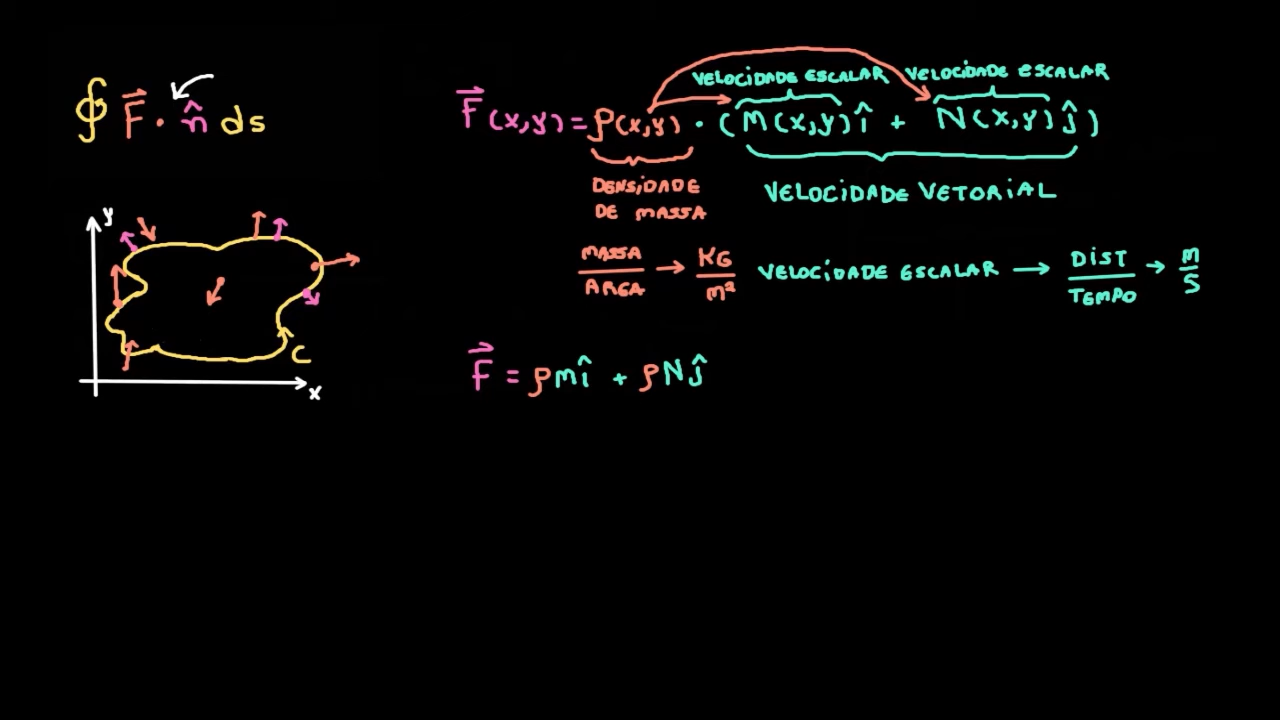 ∮ F⃗ · n̂ ds
VELOCIDADE ESCALAR VELOCIDADE ESCALAR
F⃗(x,y) = ρ(x,y) · (M(x,y)î + N(x,y)ĵ)
DENSIDADE
DE MASSA
VELOCIDADE VETORIAL
MASSA/ÁREA → KG/m² VELOCIDADE ESCALAR → DIST/TEMPO → M/S
y
C
x
F⃗ = ρMî + ρNĵ